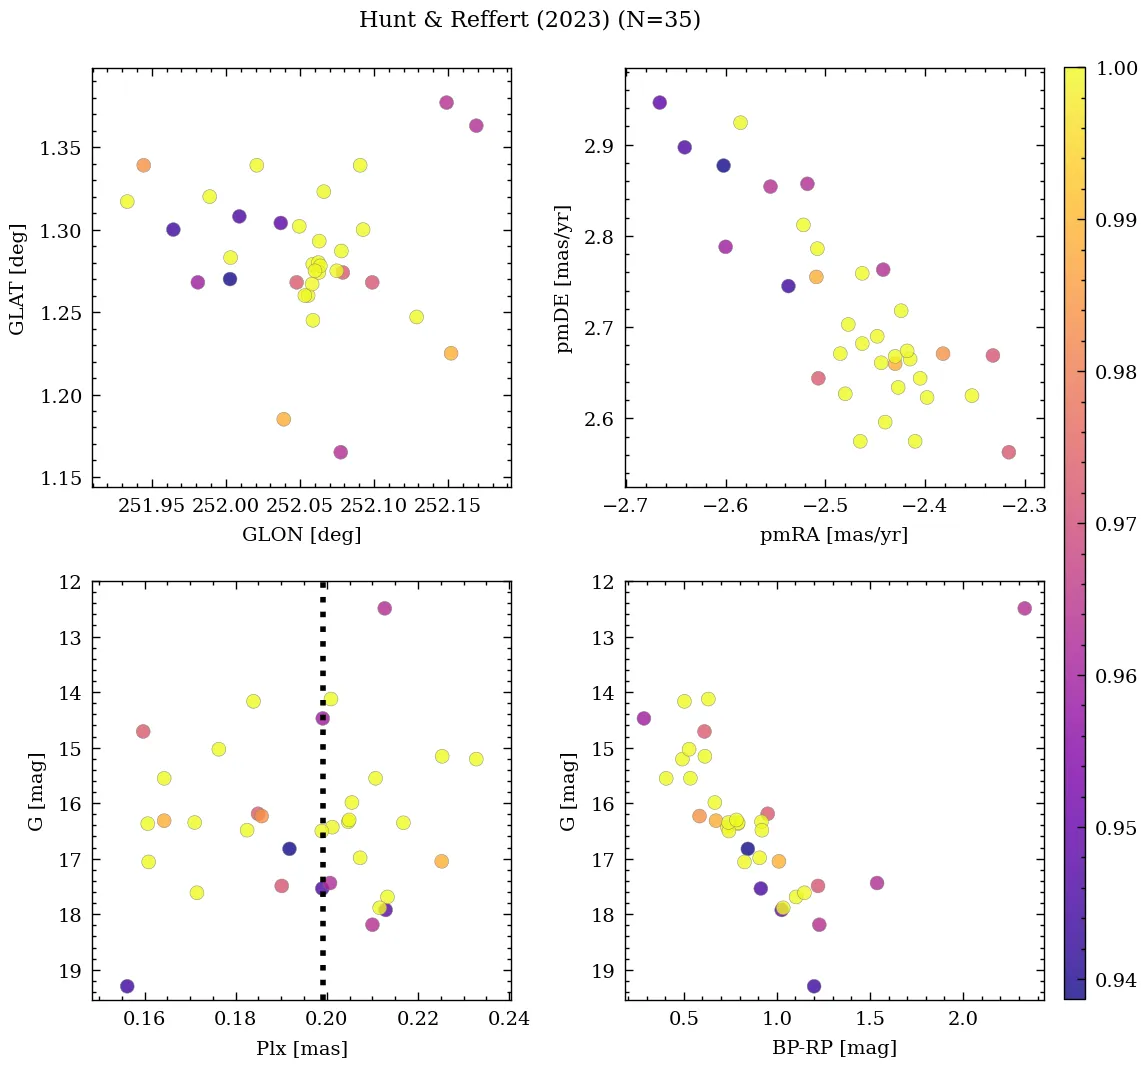 Hunt & Reffert (2023) (N=35)
1.35
1.30
1.25
1.20
1.15
GLAT [deg]
251.95 252.00 252.05 252.10 252.15
GLON [deg]
2.9
2.8
2.7
2.6
pmDE [mas/yr]
−2.7 −2.6 −2.5 −2.4 −2.3
pmRA [mas/yr]
12
13
14
15
16
17
18
19
G [mag]
0.16 0.18 0.20 0.22 0.24
Plx [mas]
12
13
14
15
16
17
18
19
G [mag]
0.5 1.0 1.5 2.0
BP-RP [mag]
1.00
0.99
0.98
0.97
0.96
0.95
0.94